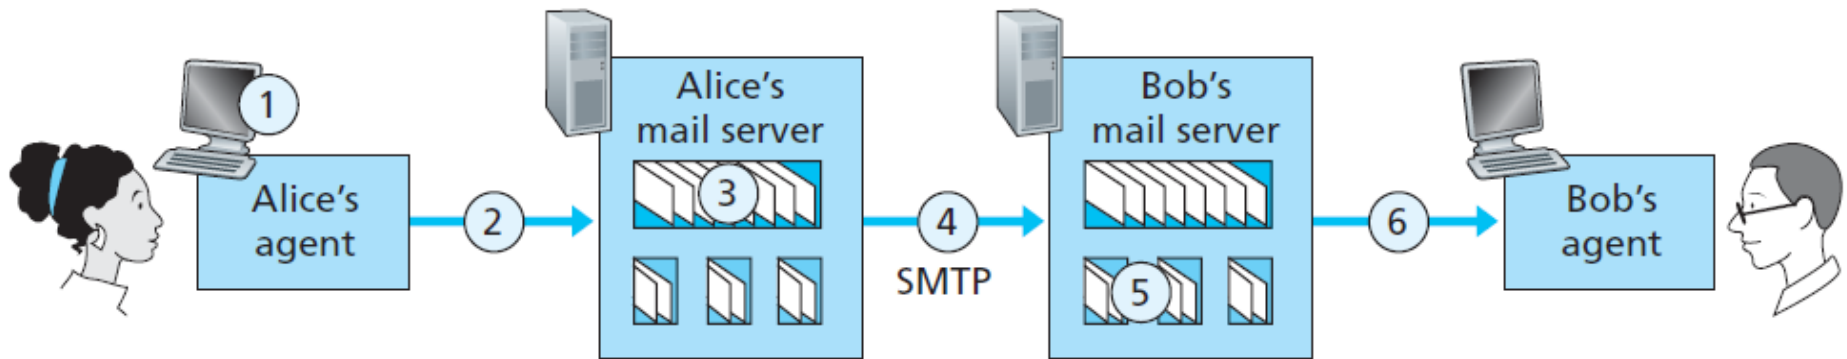 1
Alice's
agent
2
Alice's
mail server
3
4
SMTP
Bob's
mail server
5
6
Bob's
agent